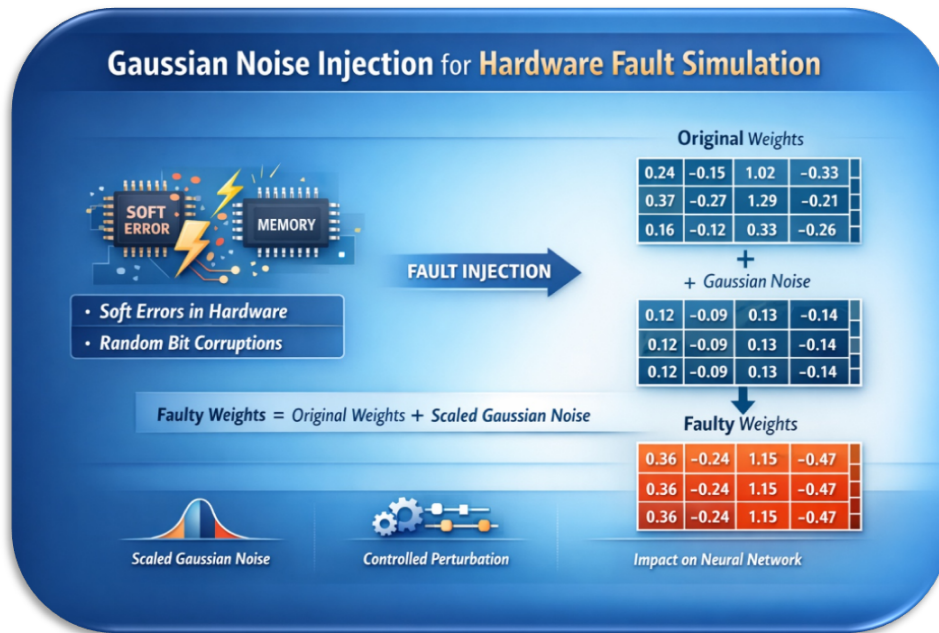 Gaussian Noise Injection for Hardware Fault Simulation
SOFT
ERROR
MEMORY
• Soft Errors in Hardware
• Random Bit Corruptions
FAULT INJECTION
Original Weights
0.24 −0.15 1.02 −0.33
0.37 −0.27 1.29 −0.21
0.16 −0.12 0.33 −0.26
+
+ Gaussian Noise
0.12 −0.09 0.13 −0.14
0.12 −0.09 0.13 −0.14
0.12 −0.09 0.13 −0.14
Faulty Weights = Original Weights + Scaled Gaussian Noise
Faulty Weights
0.36 −0.24 1.15 −0.47
0.36 −0.24 1.15 −0.47
0.36 −0.24 1.15 −0.47
Scaled Gaussian Noise
Controlled Perturbation
Impact on Neural Network